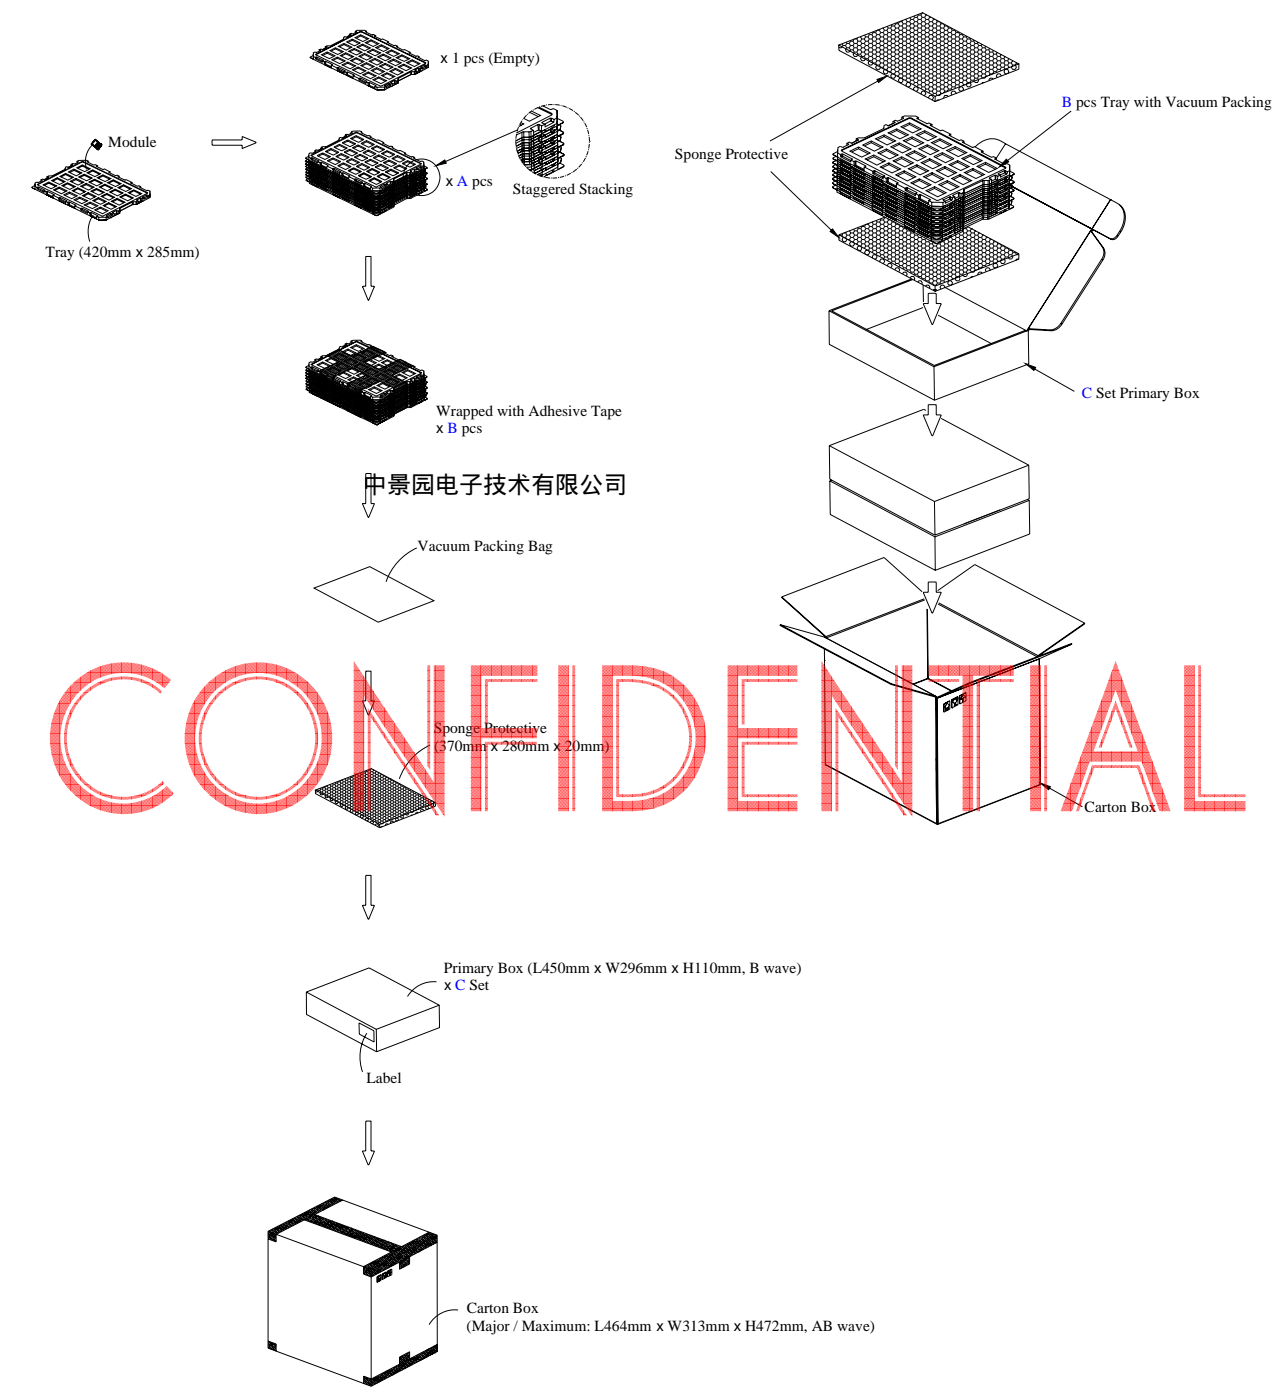 x 1 pcs (Empty)
Module
x A pcs
Staggered Stacking
Tray (420mm x 285mm)
Wrapped with Adhesive Tape
x B pcs
中景园电子技术有限公司
Vacuum Packing Bag
Sponge Protective
(370mm x 280mm x 20mm)
Primary Box (L450mm x W296mm x H110mm, B wave)
x C Set
Label
Carton Box
(Major / Maximum: L464mm x W313mm x H472mm, AB wave)
B pcs Tray with Vacuum Packing
Sponge Protective
C Set Primary Box
Carton Box
CONFIDENTIAL